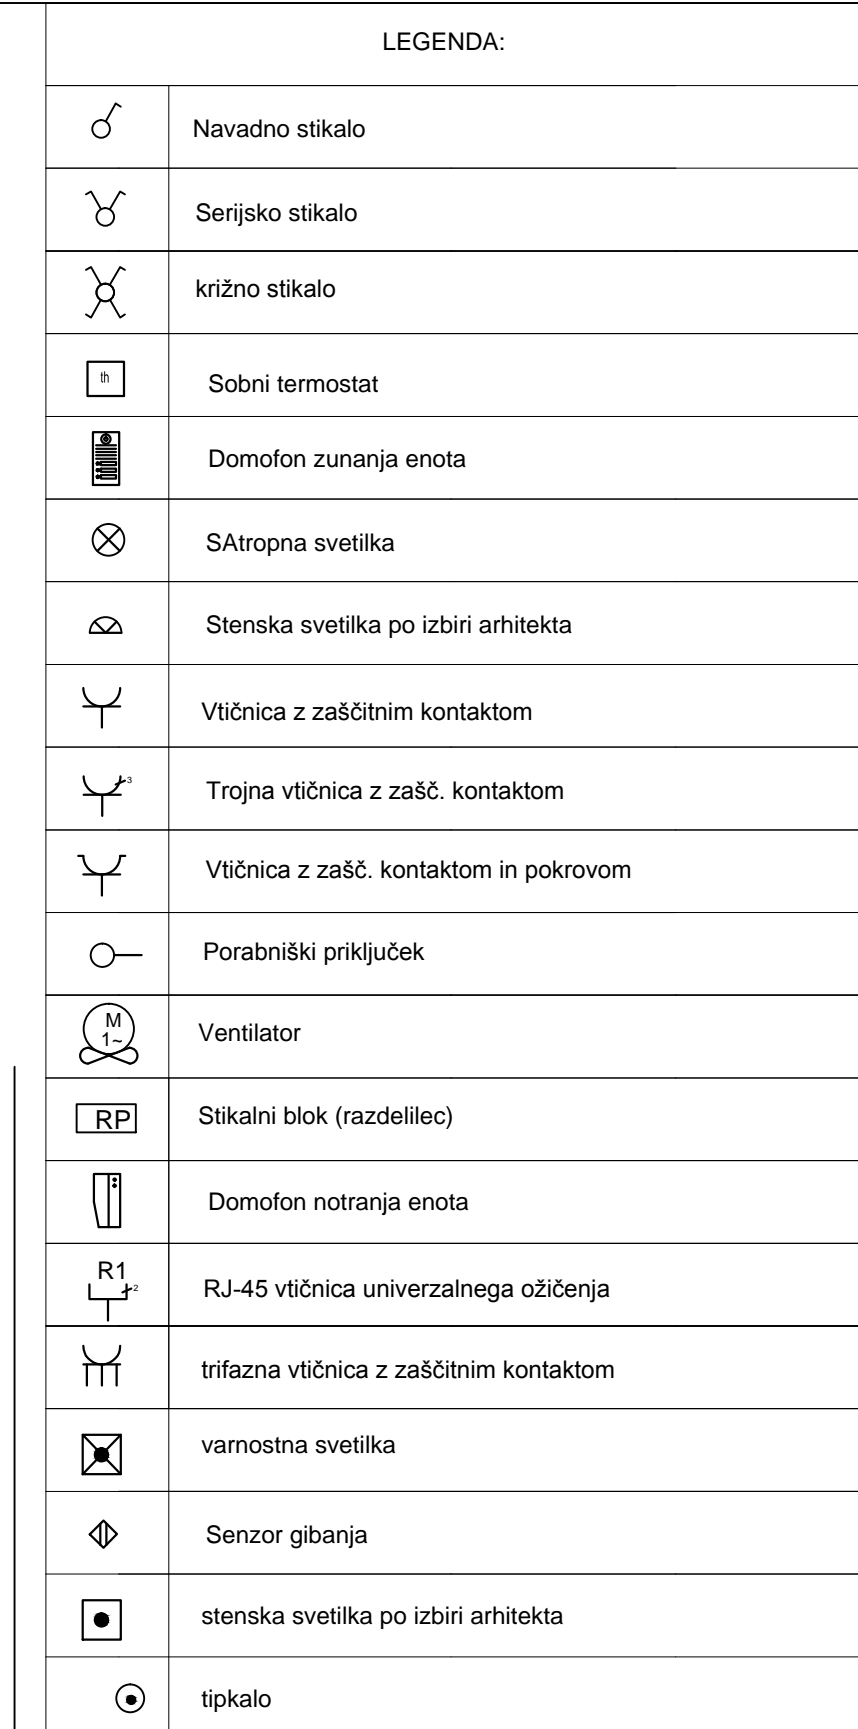 LEGENDA:
Navadno stikalo
Serijsko stikalo
križno stikalo
th
Sobni termostat
Domofon zunanja enota
SAtropna svetilka
Stenska svetilka po izbiri arhitekta
Vtičnica z zaščitnim kontaktom
3
Trojna vtičnica z zašč. kontaktom
Vtičnica z zašč. kontaktom in pokrovom
Porabniški priključek
M
1~
Ventilator
RP
Stikalni blok (razdelilec)
Domofon notranja enota
R1
2
RJ-45 vtičnica univerzalnega ožičenja
trifazna vtičnica z zaščitnim kontaktom
varnostna svetilka
Senzor gibanja
stenska svetilka po izbiri arhitekta
tipkalo